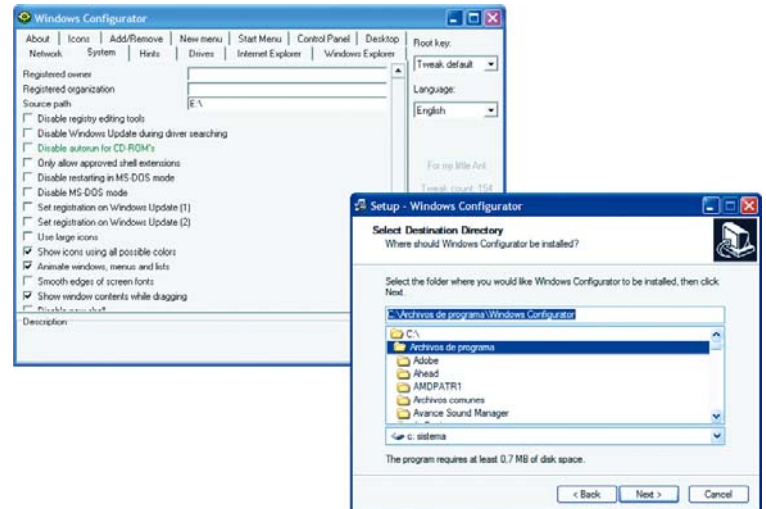 Windows Configurator
About Icons Add/Remove New menu Start Menu Control Panel Desktop
Network System Hints Drives Internet Explorer Windows Explorer
Registered owner
Registered organization
Source path E:\
Disable registry editing tools
Disable Windows Update during driver searching
Disable autorun for CD-ROM's
Only allow approved shell extensions
Disable restarting in MS-DOS mode
Disable MS-DOS mode
Set registration on Windows Update (1)
Set registration on Windows Update (2)
Use large icons
Show icons using all possible colors
Animate windows, menus and lists
Smooth edges of screen fonts
Show window contents while dragging
Description
Root key:
Tweak default
Language:
English
For my little Ant
Tweak count: 154
Setup - Windows Configurator
Select Destination Directory
Where should Windows Configurator be installed?
Select the folder where you would like Windows Configurator to be installed, then click
Next.
C:\Archivos de programa\Windows Configurator
C:\
Archivos de programa
Adobe
Ahead
AMDPATR1
Archivos comunes
Avance Sound Manager
c: sistema
The program requires at least 0,7 MB of disk space.
< Back Next > Cancel